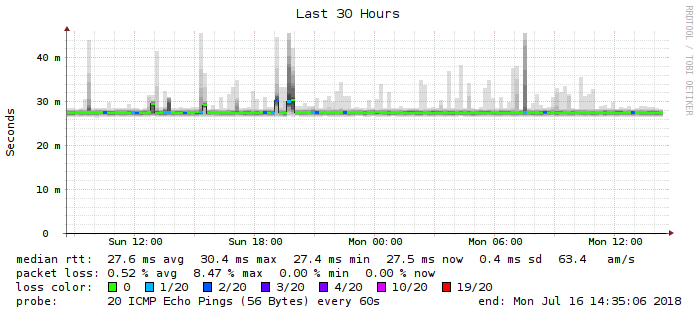 Last 30 Hours
RRDTOOL / TOBI OETIKER
Seconds
40 m
30 m
20 m
10 m
0
Sun 12:00 Sun 18:00 Mon 00:00 Mon 06:00 Mon 12:00
median rtt: 27.6 ms avg 30.4 ms max 27.4 ms min 27.5 ms now 0.4 ms sd 63.4 am/s
packet loss: 0.52 % avg 8.47 % max 0.00 % min 0.00 % now
loss color: 0 1/20 2/20 3/20 4/20 10/20 19/20
probe: 20 ICMP Echo Pings (56 Bytes) every 60s end: Mon Jul 16 14:35:06 2018